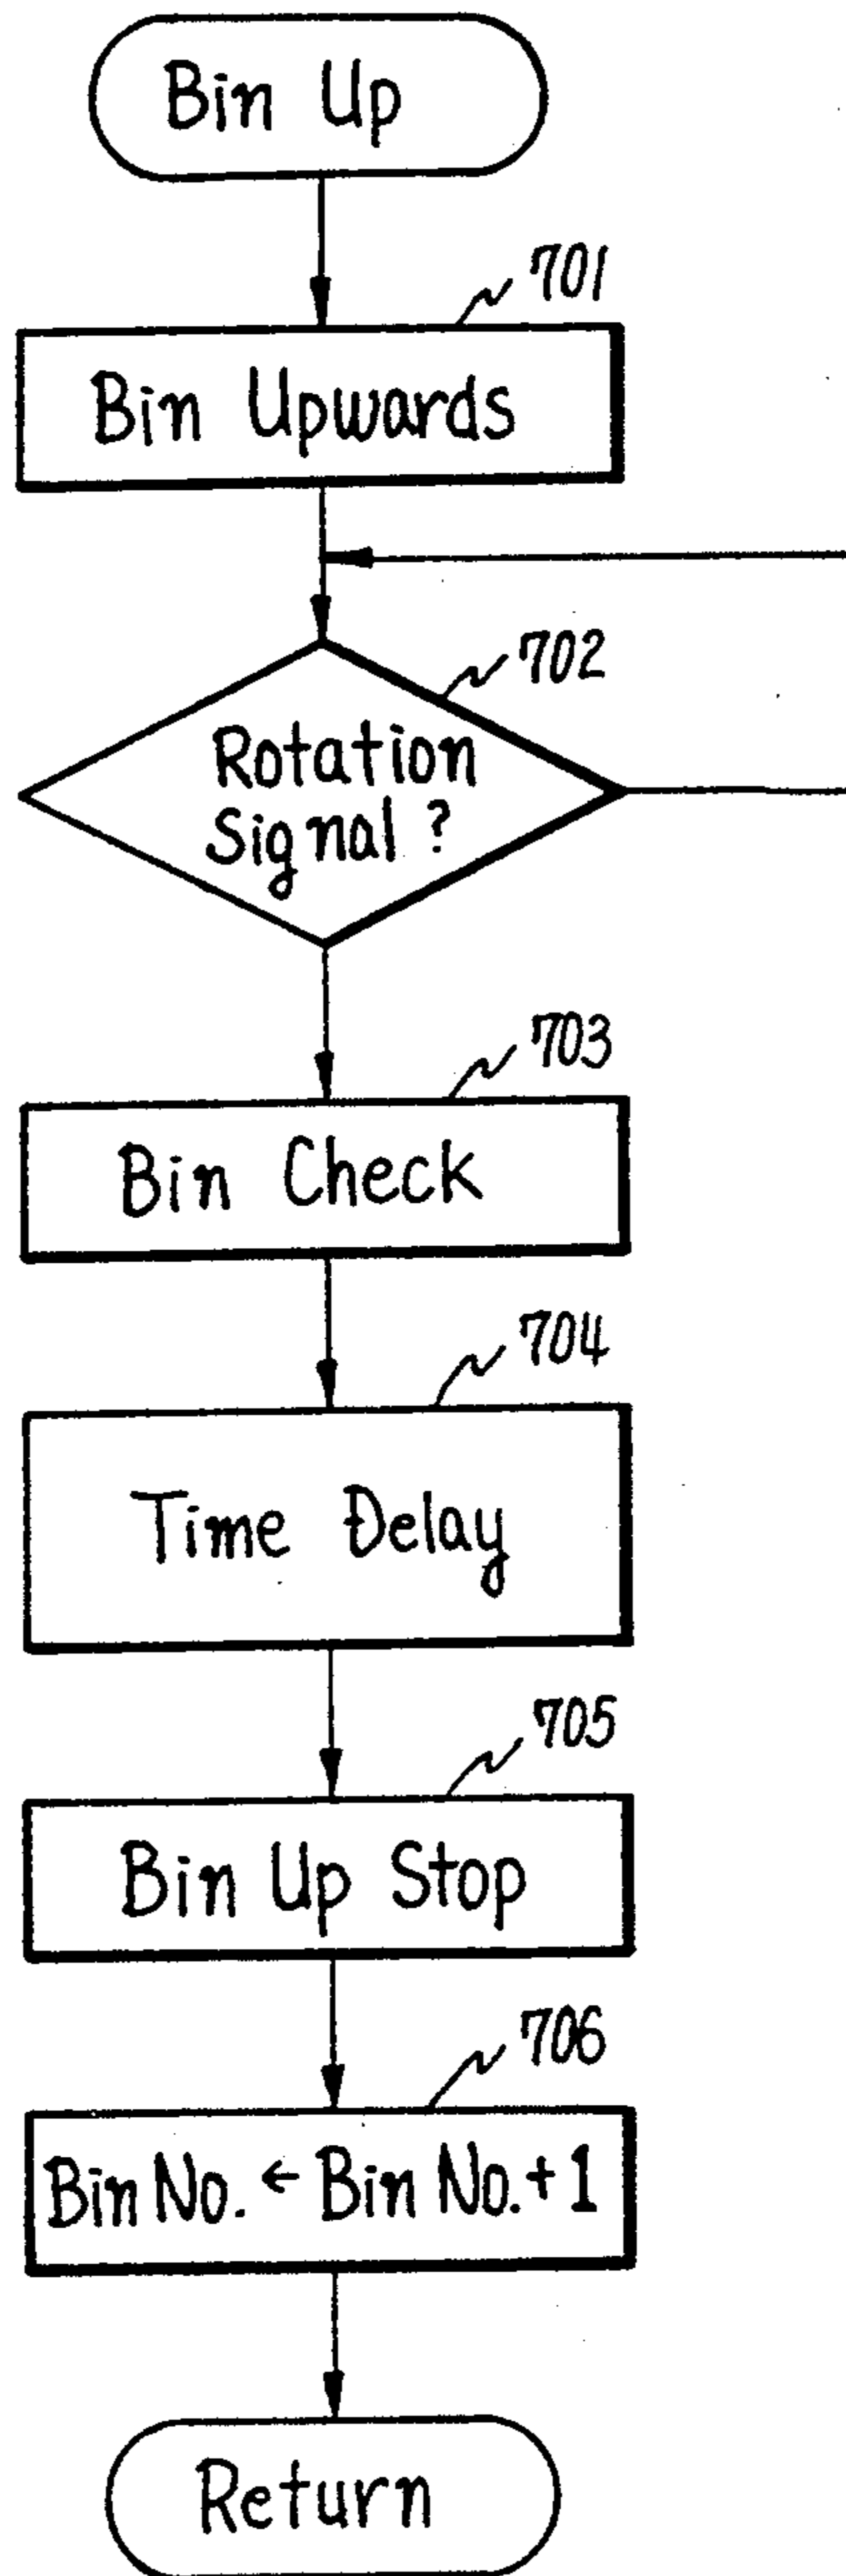 Bin Up
701
Bin Upwards
702
Rotation
Signal ?
703
Bin Check
704
Time Delay
705
Bin Up Stop
706
Bin No. ← Bin No. + 1
Return